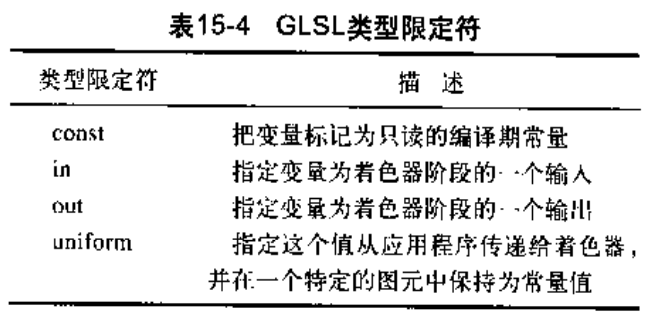 表15-4 GLSL类型限定符
类型限定符 描 述
const 把变量标记为只读的编译期常量
in 指定变量为着色器阶段的一个输入
out 指定变量为着色器阶段的一个输出
uniform 指定这个值从应用程序传递给着色器，
并在一个特定的图元中保持为常量值